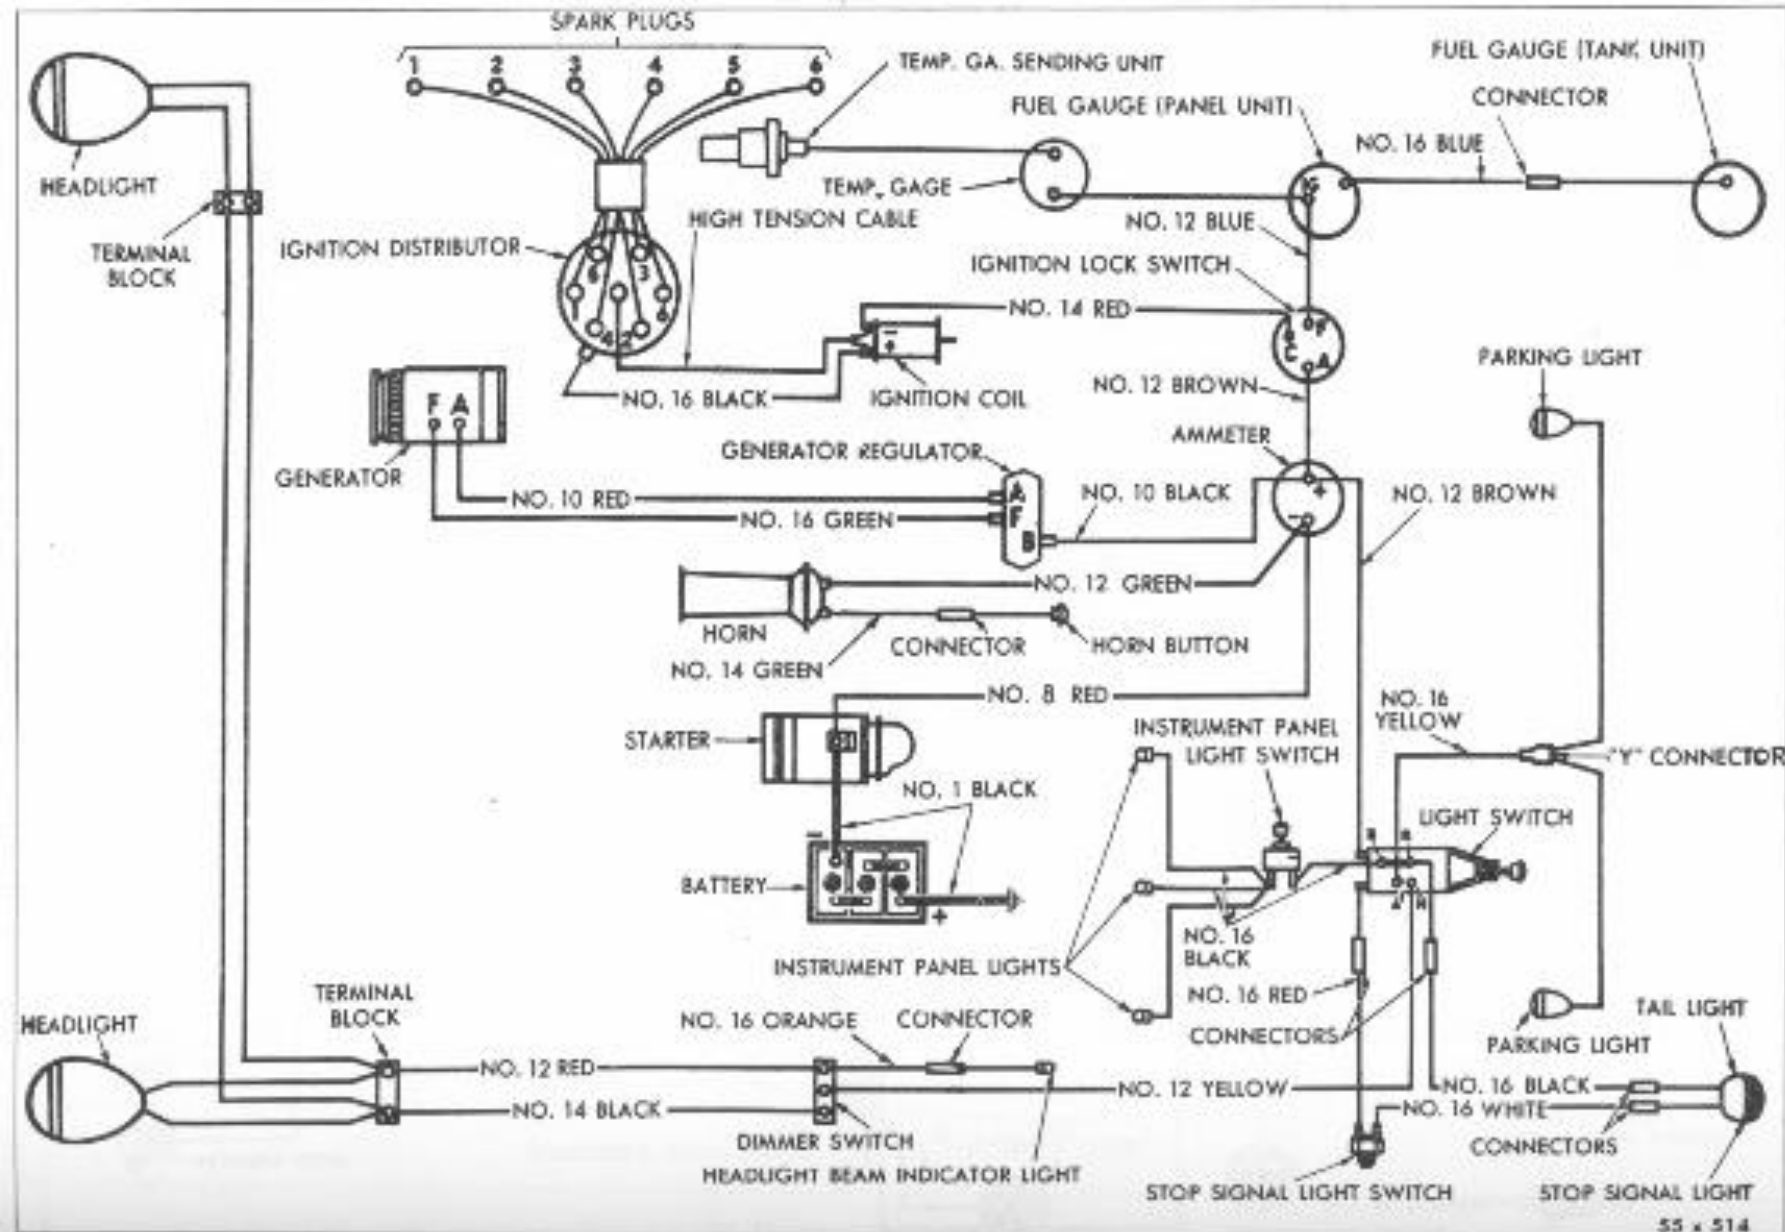 SPARK PLUGS
1 2 3 4 5 6
TEMP. GA. SENDING UNIT
FUEL GAUGE (TANK UNIT)
CONNECTOR
FUEL GAUGE (PANEL UNIT)
NO. 16 BLUE
HEADLIGHT
TEMP. GAGE
HIGH TENSION CABLE
NO. 12 BLUE
IGNITION DISTRIBUTOR
TERMINAL
BLOCK
IGNITION LOCK SWITCH
NO. 14 RED
PARKING LIGHT
NO. 12 BROWN
NO. 16 BLACK
IGNITION COIL
F A
A
AMMETER
GENERATOR REGULATOR
GENERATOR
NO. 10 RED
A
NO. 10 BLACK
+
NO. 12 BROWN
NO. 16 GREEN
F
-
B
NO. 12 GREEN
HORN
CONNECTOR
HORN BUTTON
NO. 14 GREEN
NO. 8 RED
NO. 16
YELLOW
STARTER
INSTRUMENT PANEL
LIGHT SWITCH
"Y" CONNECTOR
NO. 1 BLACK
LIGHT SWITCH
-
BATTERY
+
NO. 16
BLACK
INSTRUMENT PANEL LIGHTS
NO. 16 RED
CONNECTORS
TERMINAL
BLOCK
HEADLIGHT
NO. 16 ORANGE
CONNECTOR
TAIL LIGHT
PARKING LIGHT
NO. 12 RED
NO. 12 YELLOW
NO. 16 BLACK
NO. 14 BLACK
NO. 16 WHITE
DIMMER SWITCH
CONNECTORS
HEADLIGHT BEAM INDICATOR LIGHT
STOP SIGNAL LIGHT SWITCH
STOP SIGNAL LIGHT
55 x 514